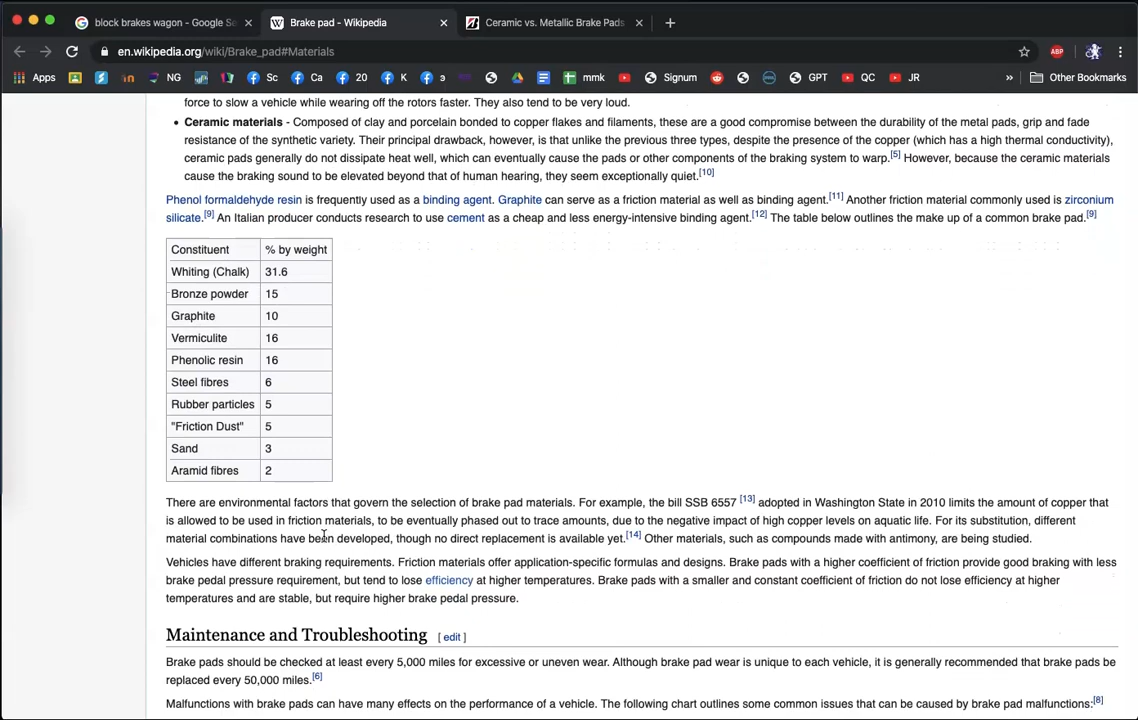 block brakes wagon - Google Se
Brake pad - Wikipedia
Ceramic vs. Metallic Brake Pads
en.wikipedia.org/wiki/Brake_pad#Materials
ABP
Apps
NG
Sc
Ca
20
K
э
mmk
Signum
GPT
QC
JR
»
Other Bookmarks
force to slow a vehicle while wearing off the rotors faster. They also tend to be very loud.
• Ceramic materials - Composed of clay and porcelain bonded to copper flakes and filaments, these are a good compromise between the durability of the metal pads, grip and fade
resistance of the synthetic variety. Their principal drawback, however, is that unlike the previous three types, despite the presence of the copper (which has a high thermal conductivity),
ceramic pads generally do not dissipate heat well, which can eventually cause the pads or other components of the braking system to warp.[5] However, because the ceramic materials
cause the braking sound to be elevated beyond that of human hearing, they seem exceptionally quiet.[10]
Phenol formaldehyde resin is frequently used as a binding agent. Graphite can serve as a friction material as well as binding agent.[11] Another friction material commonly used is zirconium
silicate.[9] An Italian producer conducts research to use cement as a cheap and less energy-intensive binding agent.[12] The table below outlines the make up of a common brake pad.[9]
Constituent % by weight
Whiting (Chalk) 31.6
Bronze powder 15
Graphite 10
Vermiculite 16
Phenolic resin 16
Steel fibres 6
Rubber particles 5
"Friction Dust" 5
Sand 3
Aramid fibres 2
There are environmental factors that govern the selection of brake pad materials. For example, the bill SSB 6557 [13] adopted in Washington State in 2010 limits the amount of copper that
is allowed to be used in friction materials, to be eventually phased out to trace amounts, due to the negative impact of high copper levels on aquatic life. For its substitution, different
material combinations have been developed, though no direct replacement is available yet.[14] Other materials, such as compounds made with antimony, are being studied.
Vehicles have different braking requirements. Friction materials offer application-specific formulas and designs. Brake pads with a higher coefficient of friction provide good braking with less
brake pedal pressure requirement, but tend to lose efficiency at higher temperatures. Brake pads with a smaller and constant coefficient of friction do not lose efficiency at higher
temperatures and are stable, but require higher brake pedal pressure.
Maintenance and Troubleshooting [ edit ]
Brake pads should be checked at least every 5,000 miles for excessive or uneven wear. Although brake pad wear is unique to each vehicle, it is generally recommended that brake pads be
replaced every 50,000 miles.[6]
Malfunctions with brake pads can have many effects on the performance of a vehicle. The following chart outlines some common issues that can be caused by brake pad malfunctions:[8]